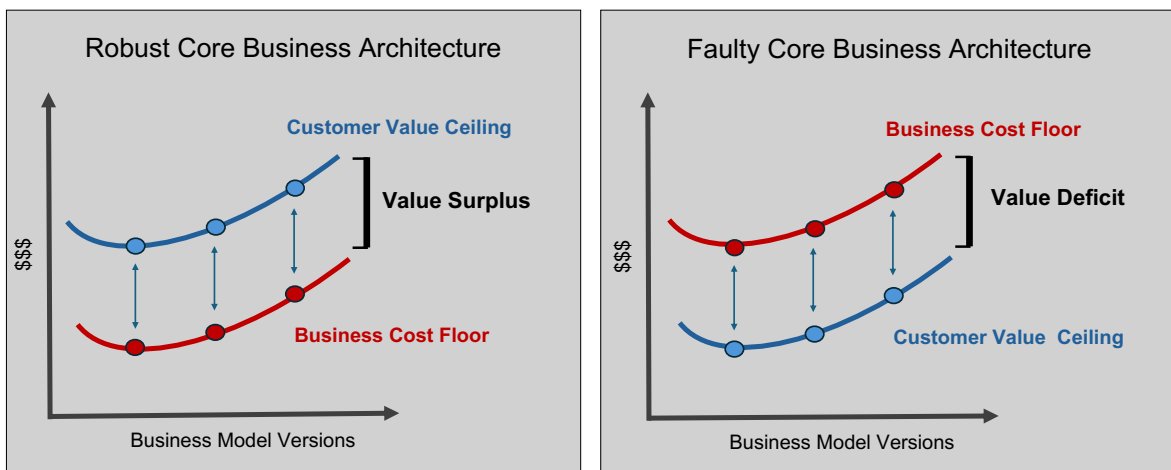 Robust Core Business Architecture
Customer Value Ceiling
Value Surplus
$$$
Business Cost Floor
Business Model Versions
Faulty Core Business Architecture
Business Cost Floor
Value Deficit
$$$
Customer Value  Ceiling
Business Model Versions